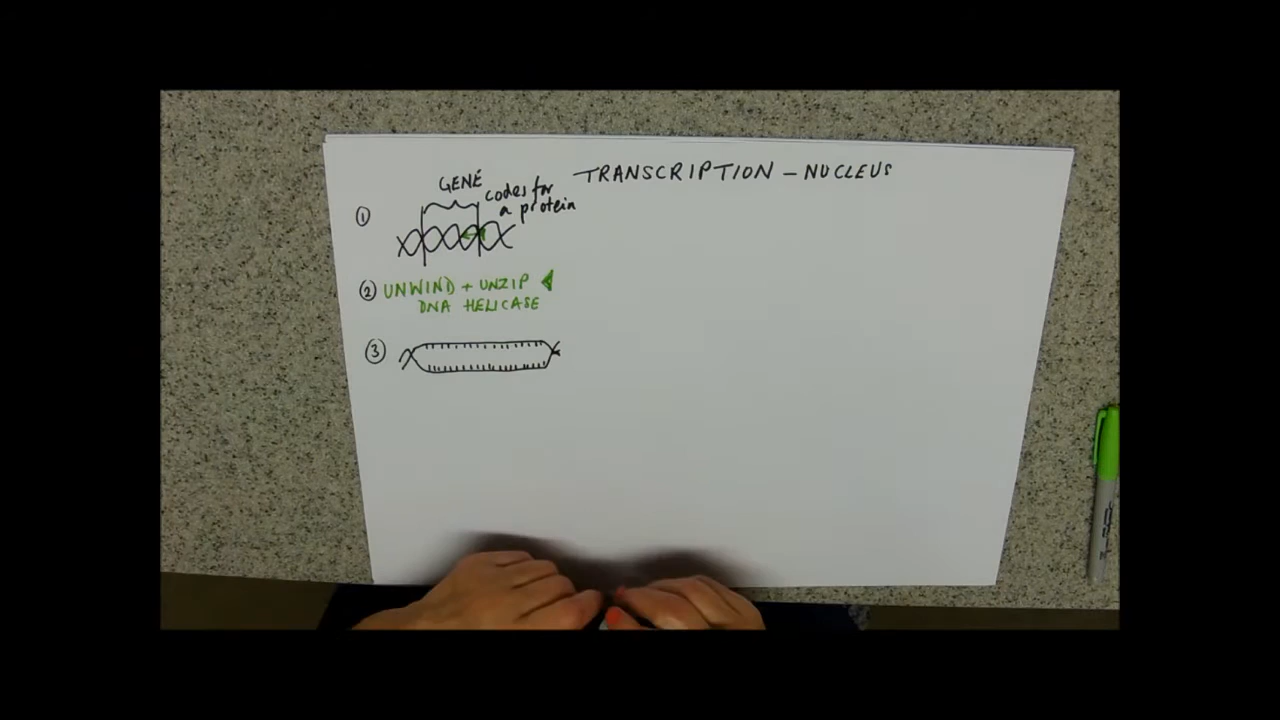 TRANSCRIPTION – NUCLEUS
GENE
codes for
a protein
①
② UNWIND + UNZIP
DNA HELICASE
③